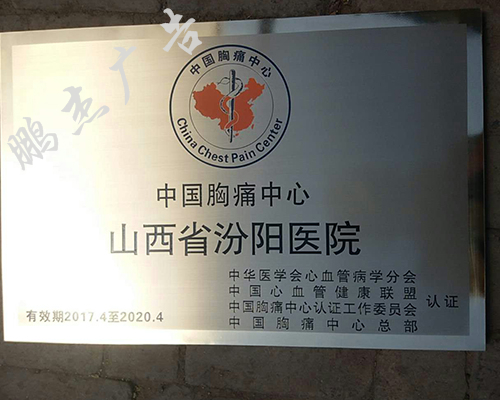 鹏杰广告
中国胸痛中心
China Chest Pain Center
中国胸痛中心
山西省汾阳医院
中华医学会心血管病学分会
中国心血管健康联盟
中国胸痛中心认证工作委员会
中国胸痛中心总部
认证
有效期2017.4至2020.4